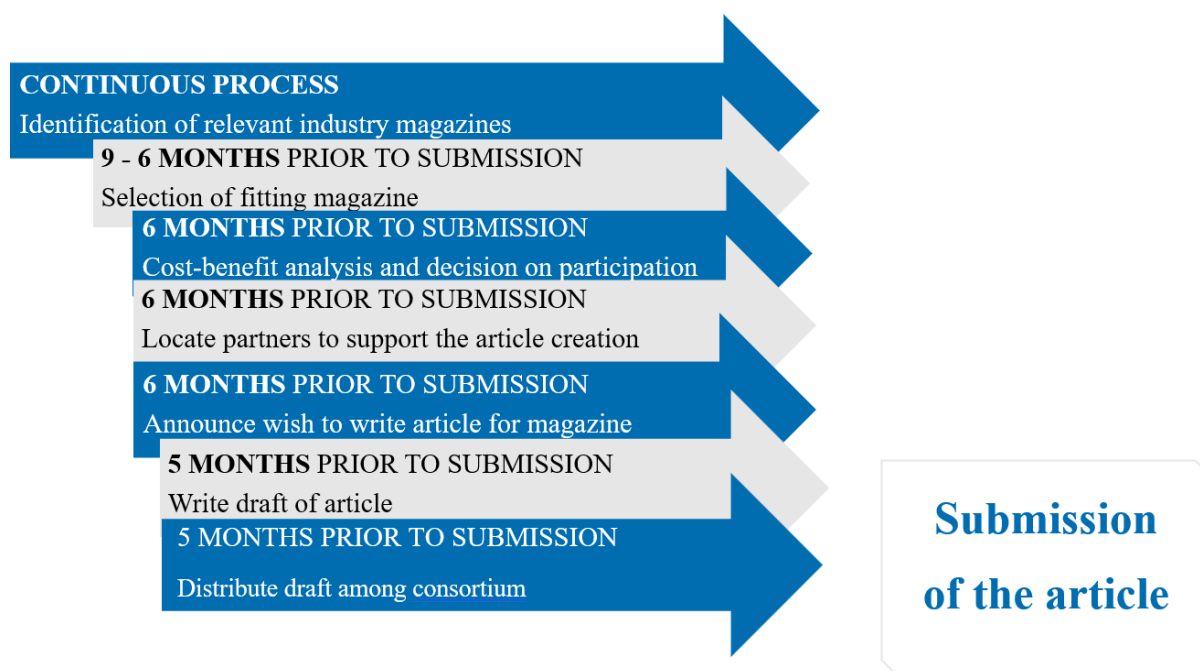 CONTINUOUS PROCESS
Identification of relevant industry magazines
9 - 6 MONTHS PRIOR TO SUBMISSION
Selection of fitting magazine
6 MONTHS PRIOR TO SUBMISSION
Cost-benefit analysis and decision on participation
6 MONTHS PRIOR TO SUBMISSION
Locate partners to support the article creation
6 MONTHS PRIOR TO SUBMISSION
Announce wish to write article for magazine
5 MONTHS PRIOR TO SUBMISSION
Write draft of article
5 MONTHS PRIOR TO SUBMISSION
Distribute draft among consortium
Submission
of the article